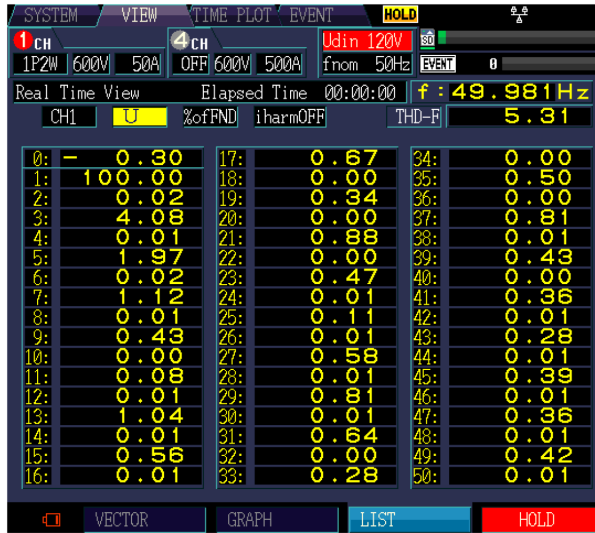 SYSTEM VIEW TIME PLOT EVENT HOLD
1 CH 4 CH Udin 120V SD
1P2W 600V 50A OFF 600V 500A fnom 50Hz EVENT 0
Real Time View Elapsed Time 00:00:00 f:49.981Hz
CH1 U %ofFND iharmOFF THD-F 5.31
0: - 0.30 17: 0.67 34: 0.00
1: 100.00 18: 0.00 35: 0.50
2: 0.02 19: 0.34 36: 0.00
3: 4.08 20: 0.00 37: 0.81
4: 0.01 21: 0.88 38: 0.01
5: 1.97 22: 0.00 39: 0.43
6: 0.02 23: 0.47 40: 0.00
7: 1.12 24: 0.01 41: 0.36
8: 0.01 25: 0.11 42: 0.01
9: 0.43 26: 0.01 43: 0.28
10: 0.00 27: 0.58 44: 0.01
11: 0.08 28: 0.01 45: 0.39
12: 0.01 29: 0.81 46: 0.01
13: 1.04 30: 0.01 47: 0.36
14: 0.01 31: 0.64 48: 0.01
15: 0.56 32: 0.00 49: 0.42
16: 0.01 33: 0.28 50: 0.01
VECTOR GRAPH LIST HOLD